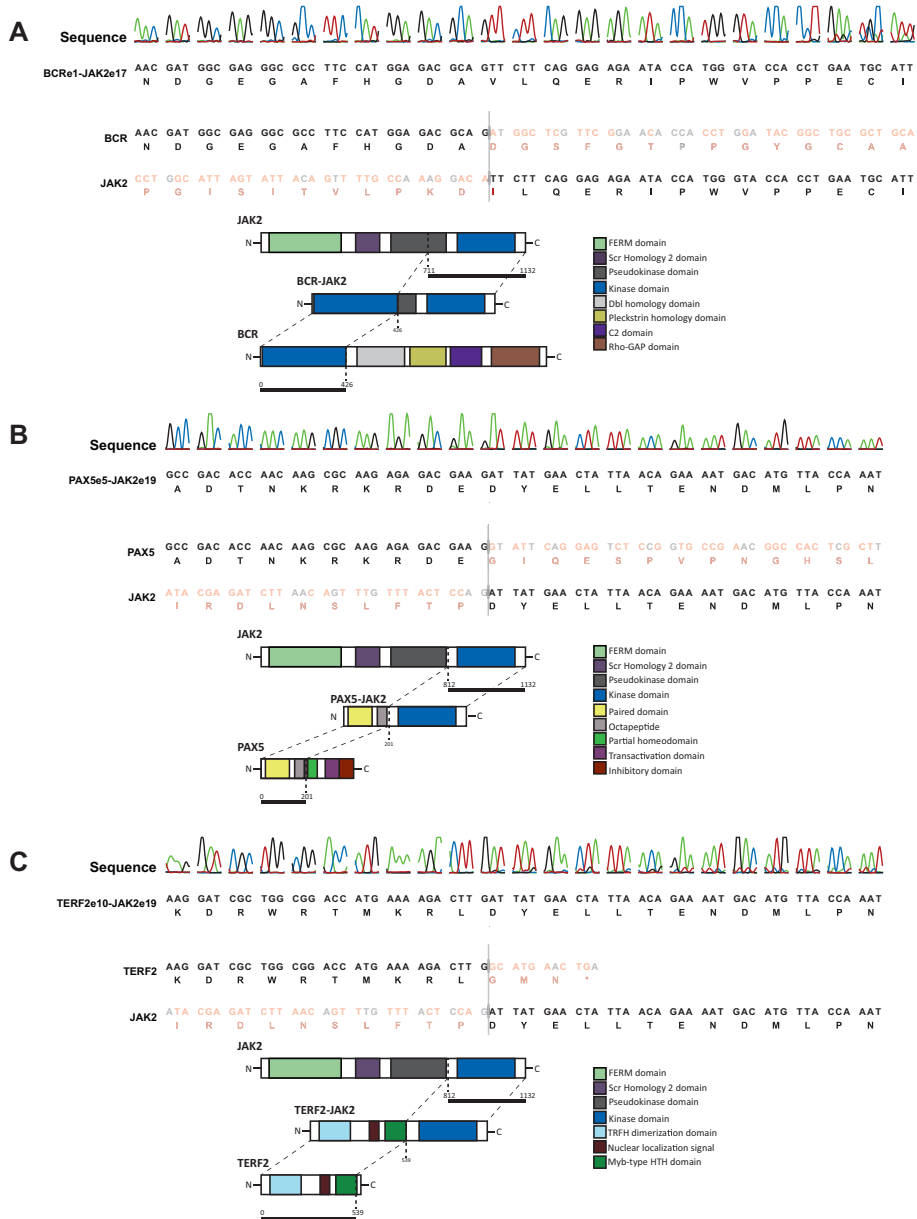 A
Sequence
BCRe1-JAK2e17
AAC GAT GGC GAG GGC GCC TTC CAT GGA GAC GCA GTT CTT CAG GAG AGA ATA CCA TGG GTA CCA CCT GAA TGC ATT
N D G E G A F H G D A V L Q E R I P W V P P E C I
BCR
AAC GAT GGC GAG GGC GCC TTC CAT GGA GAC GCA GAT GGC TCG TTC GGA ACA CCA CCT GGA TAC GGC TGC GCT GCA
N D G E G A F H G D A D G S F G T P P G Y G C A A
JAK2
CCT GGC ATT AGT ATT ACA GTT TTG CCA AAG GAC ATT CTT CAG GAG AGA ATA CCA TGG GTA CCA CCT GAA TGC ATT
P G I S I T V L P K D I L Q E R I P W V P P E C I
JAK2
N C
711 1132
BCR-JAK2
N C
426
BCR
N C
0 426
FERM domain
Scr Homology 2 domain
Pseudokinase domain
Kinase domain
Dbl homology domain
Pleckstrin homology domain
C2 domain
Rho-GAP domain
B
Sequence
PAX5e5-JAK2e19
GCC GAC ACC AAC AAG CGC AAG AGA GAC GAA GAT TAT GAA CTA TTA ACA GAA AAT GAC ATG TTA CCA AAT
A D T N K R K R D E D Y E L L T E N D M L P N
PAX5
GCC GAC ACC AAC AAG CGC AAG AGA GAC GAA GGT ATT CAG GAG TCT CCG GTG CCG AAC GGC CAC TCG CTT
A D T N K R K R D E G I Q E S P V P N G H S L
JAK2
ATA CGA GAT CTT AAC AGT TTG TTT ACT CCA GAT TAT GAA CTA TTA ACA GAA AAT GAC ATG TTA CCA AAT
I R D L N S L F T P D Y E L L T E N D M L P N
JAK2
N C
812 1132
PAX5-JAK2
N C
201
PAX5
N C
0 201
FERM domain
Scr Homology 2 domain
Pseudokinase domain
Kinase domain
Paired domain
Octapeptide
Partial homeodomain
Transactivation domain
Inhibitory domain
C
Sequence
TERF2e10-JAK2e19
AAG GAT CGC TGG CGG ACC ATG AAA AGA CTT GAT TAT GAA CTA TTA ACA GAA AAT GAC ATG TTA CCA AAT
K D R W R T M K R L D Y E L L T E N D M L P N
TERF2
AAG GAT CGC TGG CGG ACC ATG AAA AGA CTT GGC ATG AAC TGA
K D R W R T M K R L G M N *
JAK2
ATA CGA GAT CTT AAC AGT TTG TTT ACT CCA GAT TAT GAA CTA TTA ACA GAA AAT GAC ATG TTA CCA AAT
I R D L N S L F T P D Y E L L T E N D M L P N
JAK2
N C
812 1132
TERF2-JAK2
N C
539
TERF2
N C
0 539
FERM domain
Scr Homology 2 domain
Pseudokinase domain
Kinase domain
TRFH dimerization domain
Nuclear localization signal
Myb-type HTH domain